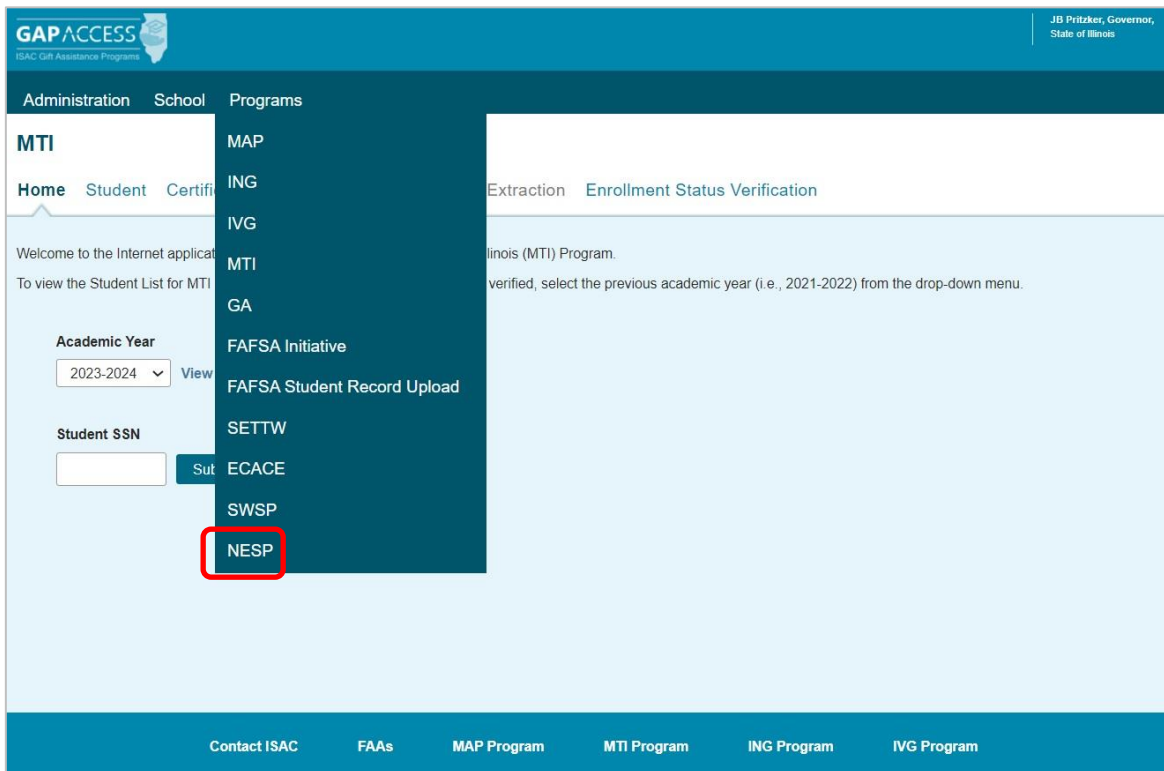 GAPACCESS
ISAC Gift Assistance Programs
JB Pritzker, Governor,
State of Illinois
Administration School Programs
MTI
Home Student Certifi Extraction Enrollment Status Verification
MAP
ING
IVG
MTI
GA
FAFSA Initiative
FAFSA Student Record Upload
SETTW
ECACE
SWSP
NESP
Welcome to the Internet applicat linois (MTI) Program.
To view the Student List for MTI verified, select the previous academic year (i.e., 2021-2022) from the drop-down menu.
Academic Year
2023-2024 View
Student SSN
Sub
Contact ISAC FAAs MAP Program MTI Program ING Program IVG Program